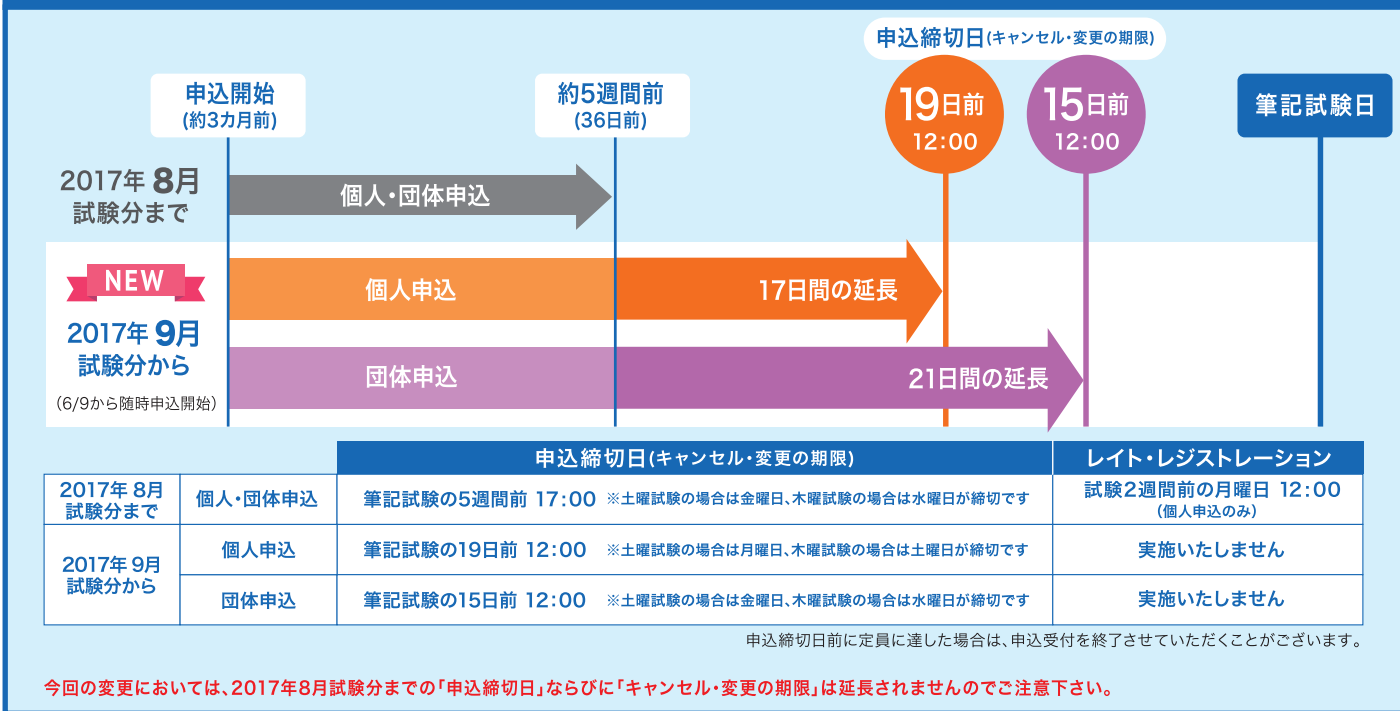 申込締切日(キャンセル・変更の期限)
申込開始
(約3カ月前)
約5週間前
(36日前)
19日前
12:00
15日前
12:00
筆記試験日
2017年 8月
試験分まで
個人・団体申込
NEW
2017年 9月
試験分から
(6/9から随時申込開始)
個人申込
17日間の延長
団体申込
21日間の延長
申込締切日(キャンセル・変更の期限)
レイト・レジストレーション
2017年 8月
試験分まで
個人・団体申込
筆記試験の5週間前 17:00 ※土曜試験の場合は金曜日、木曜試験の場合は水曜日が締切です
試験2週間前の月曜日 12:00
(個人申込のみ)
2017年 9月
試験分から
個人申込
筆記試験の19日前 12:00 ※土曜試験の場合は月曜日、木曜試験の場合は土曜日が締切です
実施いたしません
団体申込
筆記試験の15日前 12:00 ※土曜試験の場合は金曜日、木曜試験の場合は水曜日が締切です
実施いたしません
申込締切日前に定員に達した場合は、申込受付を終了させていただくことがございます。
今回の変更においては、2017年8月試験分までの「申込締切日」ならびに「キャンセル・変更の期限」は延長されませんのでご注意下さい。